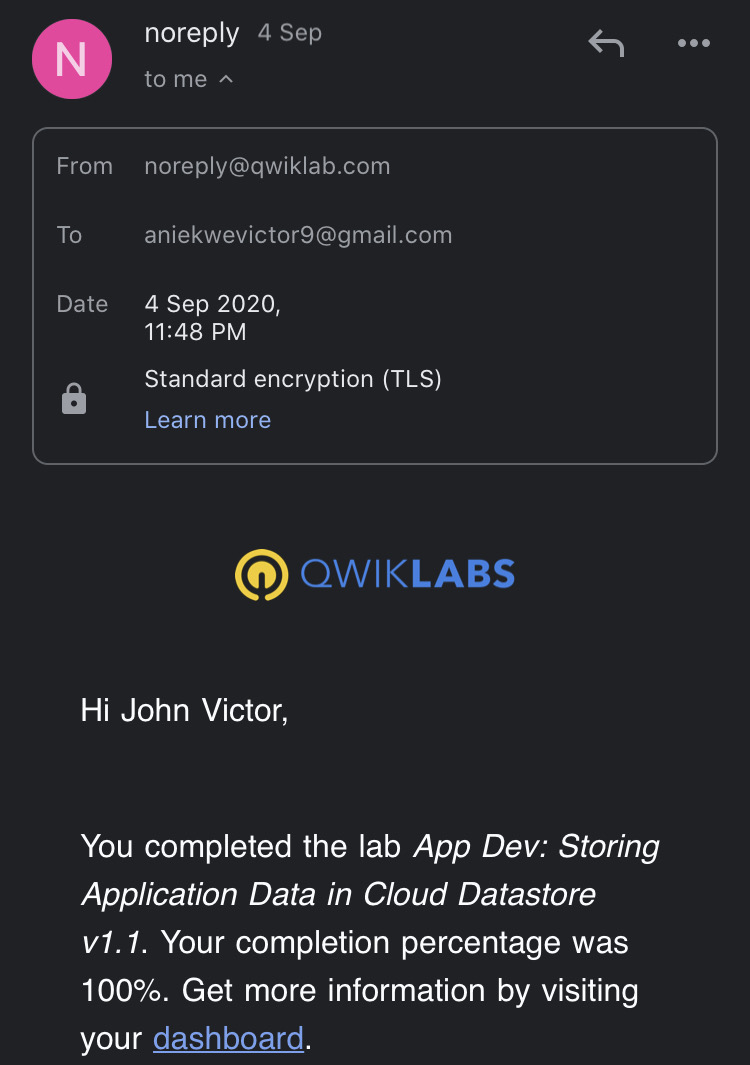 N
noreply 4 Sep
to me
From noreply@qwiklab.com
To aniekwevictor9@gmail.com
Date 4 Sep 2020,
11:48 PM
Standard encryption (TLS)
Learn more
QWIKLABS
Hi John Victor,
You completed the lab App Dev: Storing
Application Data in Cloud Datastore
v1.1. Your completion percentage was
100%. Get more information by visiting
your dashboard.